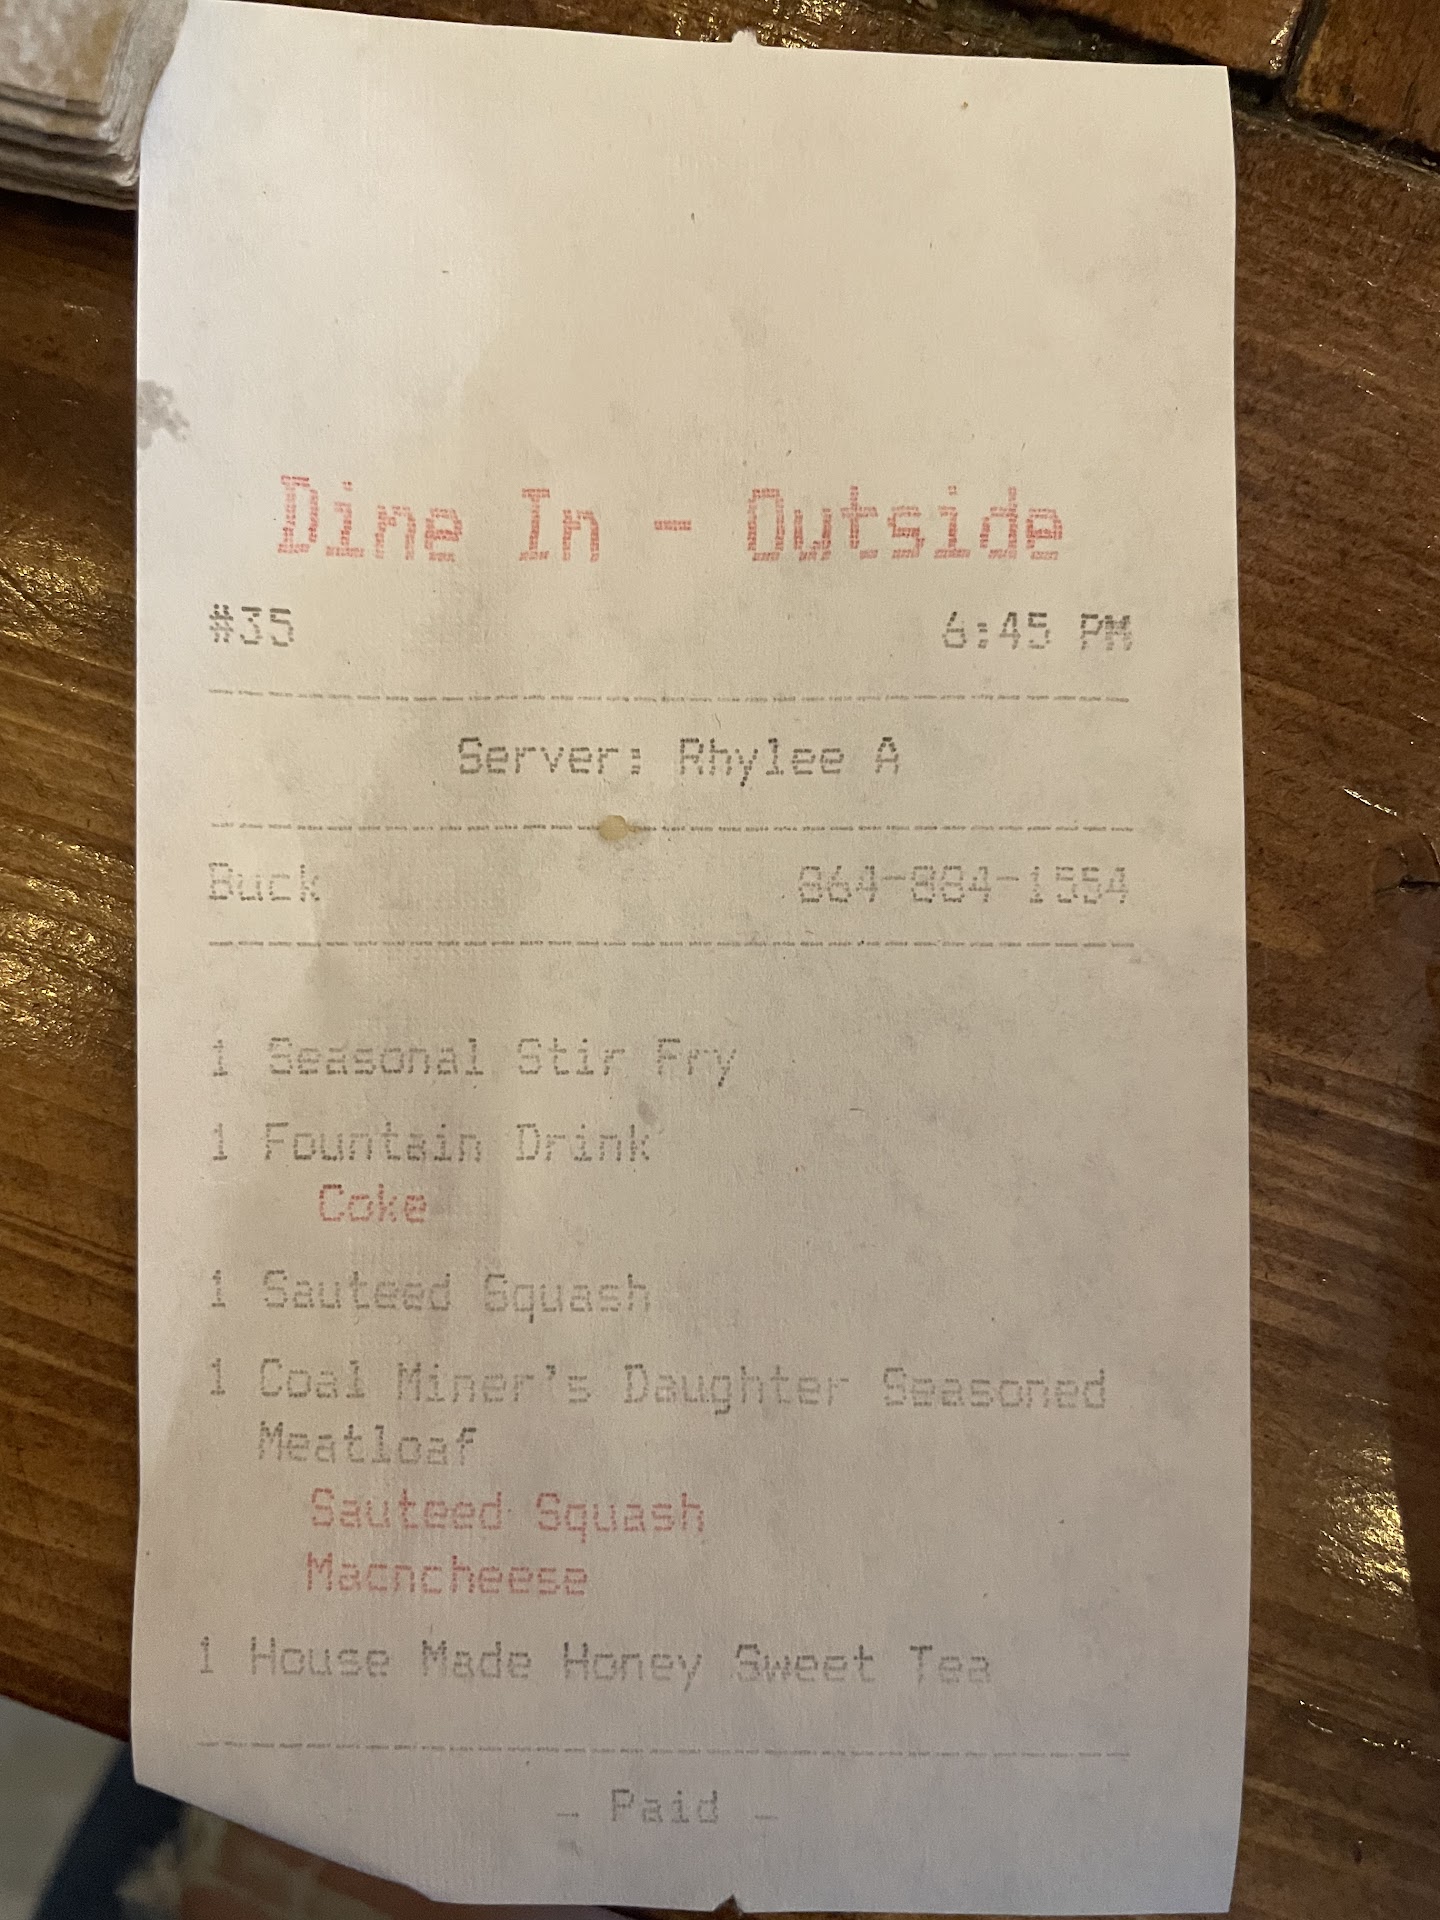 Dine In - Outside
#35 6:45 PM
Server: Rhylee A
Buck 864-884-1554
1 Seasonal Stir Fry
1 Fountain Drink
Coke
1 Sauteed Squash
1 Coal Miner's Daughter Seasoned
Meatloaf
Sauteed Squash
Macncheese
1 House Made Honey Sweet Tea
- Paid -